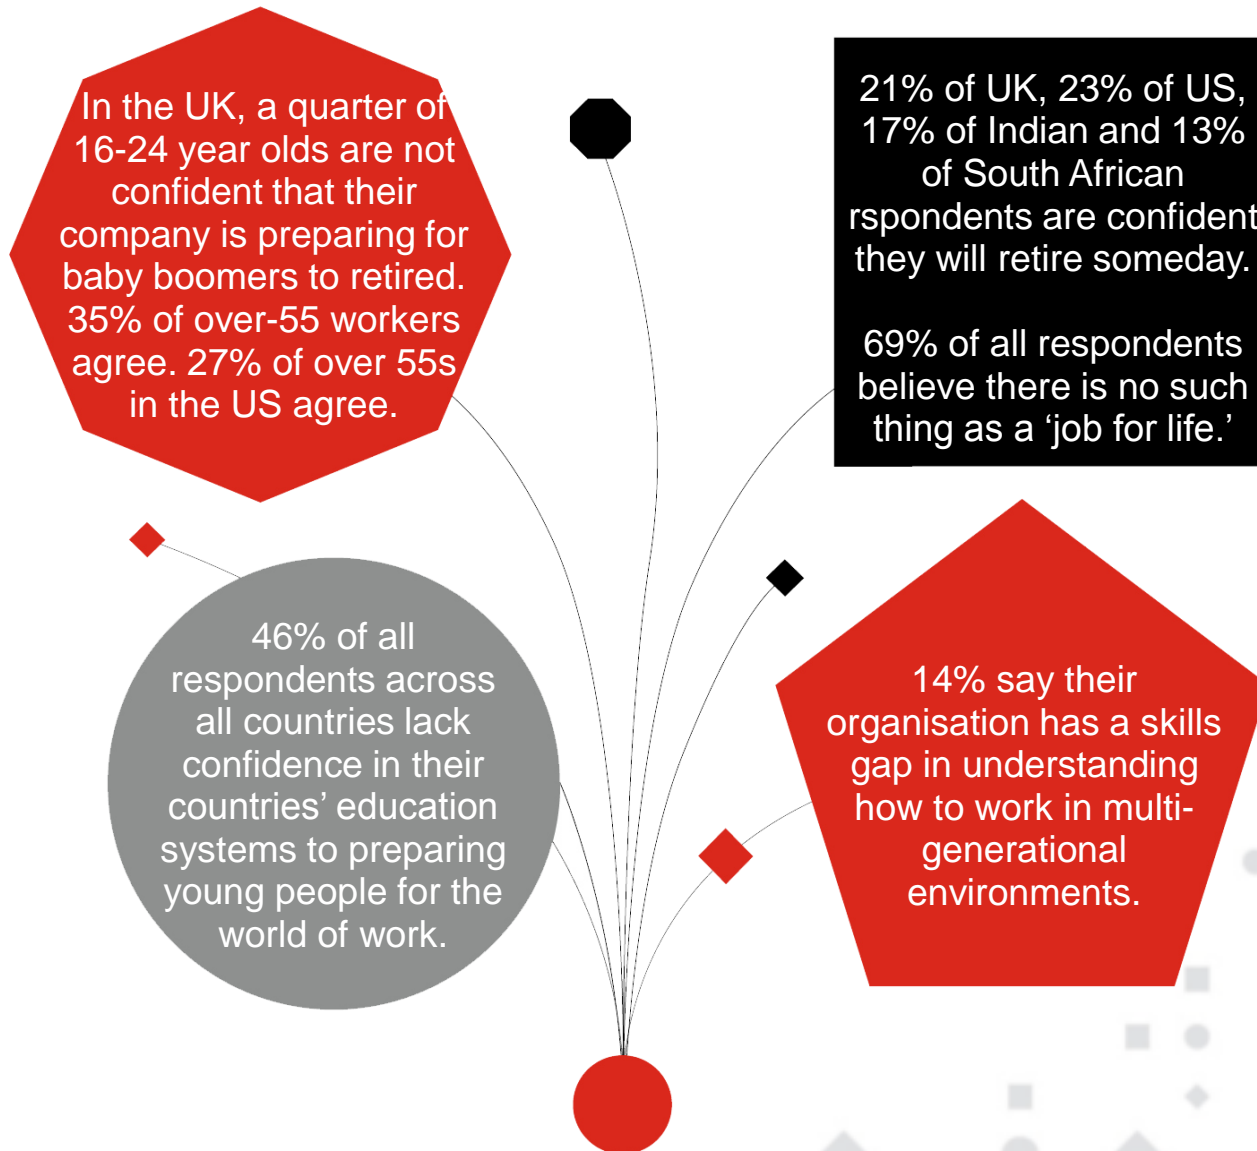 In the UK, a quarter of
16-24 year olds are not
confident that their
company is preparing for
baby boomers to retired.
35% of over-55 workers
agree. 27% of over 55s
in the US agree.
21% of UK, 23% of US,
17% of Indian and 13%
of South African
rspondents are confident
they will retire someday.
69% of all respondents
believe there is no such
thing as a ‘job for life.’
46% of all
respondents across
all countries lack
confidence in their
countries’ education
systems to preparing
young people for the
world of work.
14% say their
organisation has a skills
gap in understanding
how to work in multi-
generational
environments.